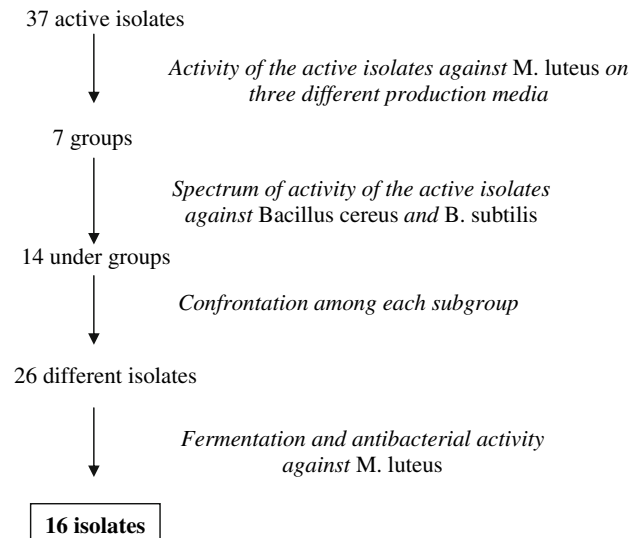 37 active isolates
Activity of the active isolates against M. luteus on
three different production media
7 groups
Spectrum of activity of the active isolates
against Bacillus cereus and B. subtilis
14 under groups
Confrontation among each subgroup
26 different isolates
Fermentation and antibacterial activity
against M. luteus
16 isolates